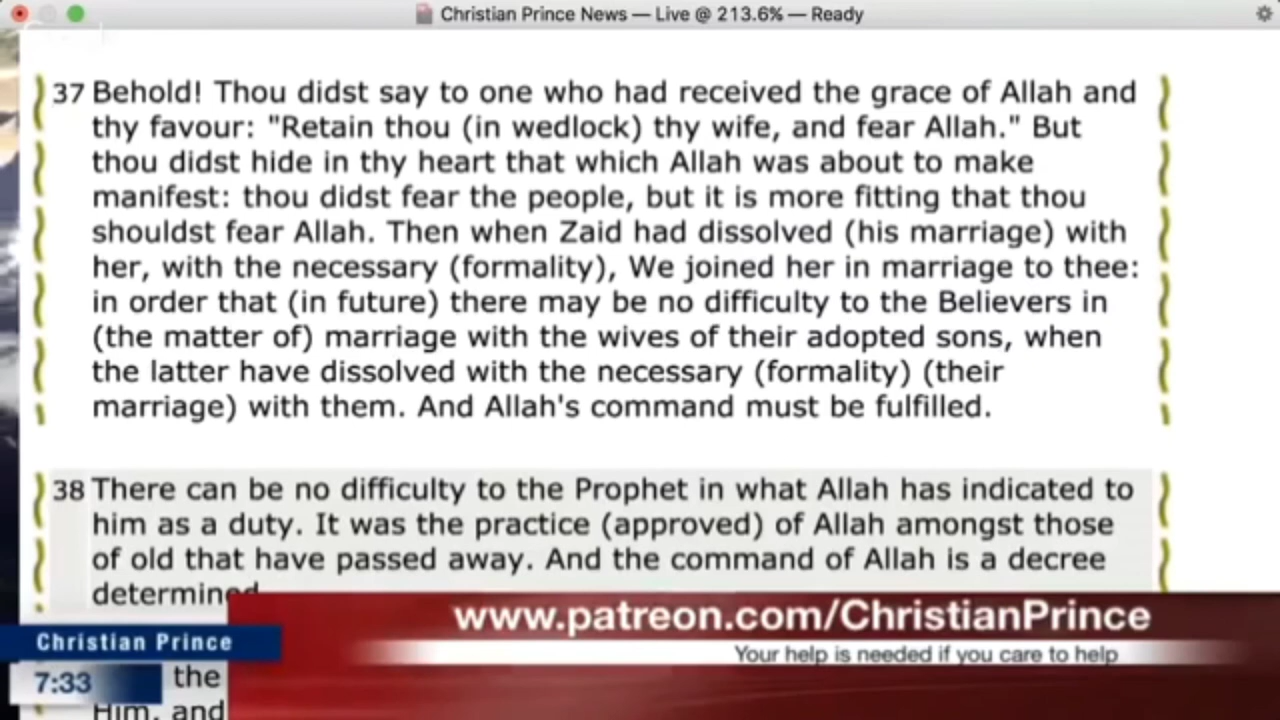 Christian Prince News — Live @ 213.6% — Ready
37 Behold! Thou didst say to one who had received the grace of Allah and
thy favour: "Retain thou (in wedlock) thy wife, and fear Allah." But
thou didst hide in thy heart that which Allah was about to make
manifest: thou didst fear the people, but it is more fitting that thou
shouldst fear Allah. Then when Zaid had dissolved (his marriage) with
her, with the necessary (formality), We joined her in marriage to thee:
in order that (in future) there may be no difficulty to the Believers in
(the matter of) marriage with the wives of their adopted sons, when
the latter have dissolved with the necessary (formality) (their
marriage) with them. And Allah's command must be fulfilled.
38 There can be no difficulty to the Prophet in what Allah has indicated to
him as a duty. It was the practice (approved) of Allah amongst those
of old that have passed away. And the command of Allah is a decree
determined
www.patreon.com/ChristianPrince
Christian Prince
Your help is needed if you care to help
7:33
the
Him, and